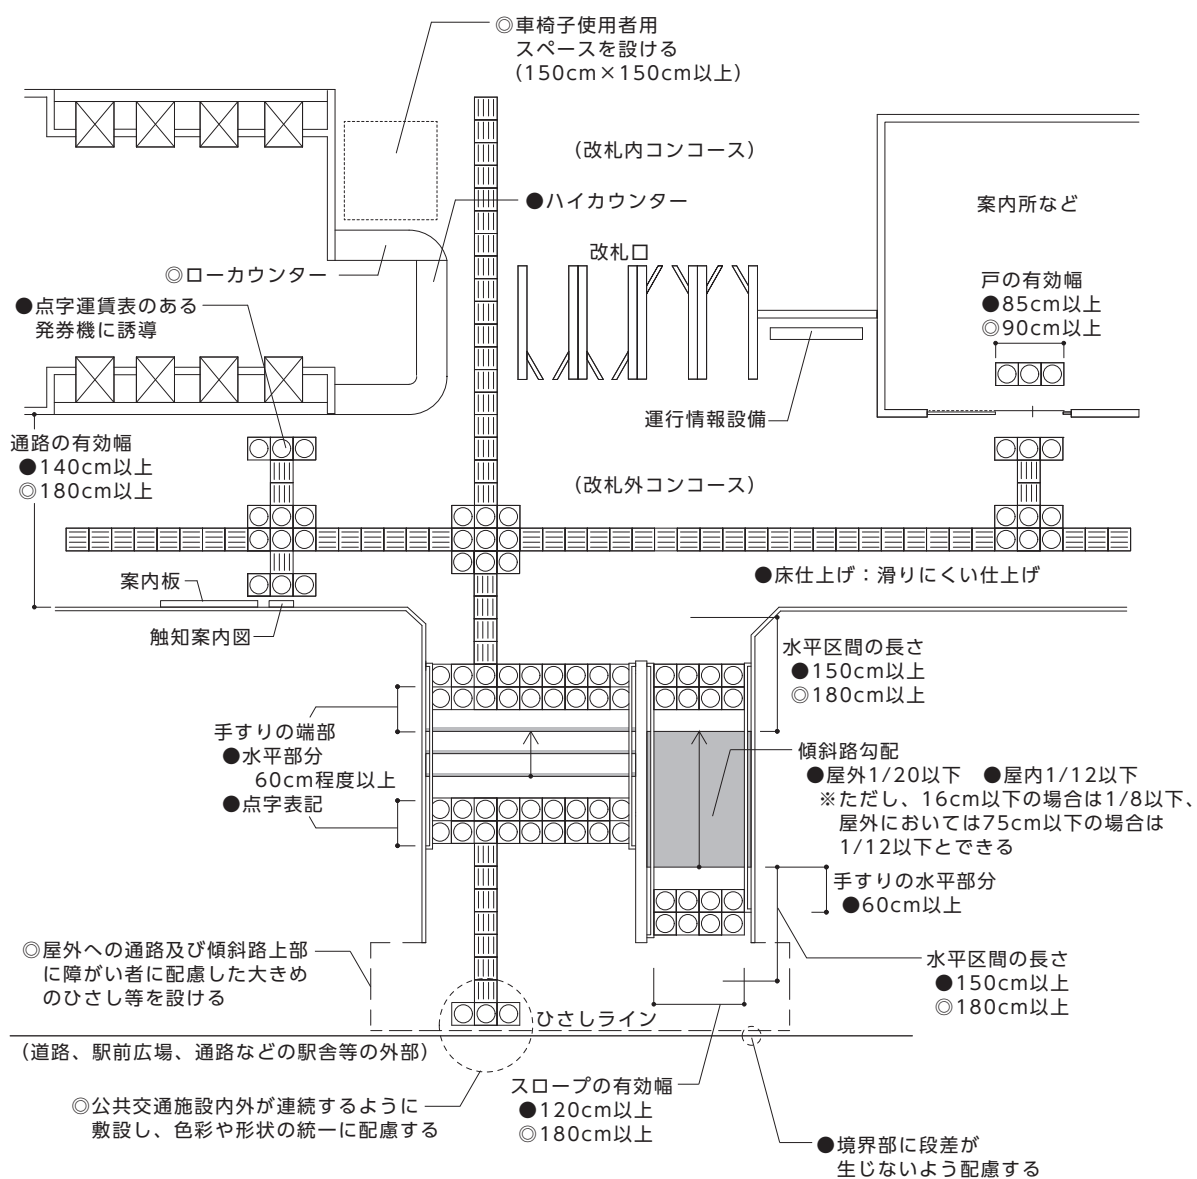 ◎車椅子使用者用
スペースを設ける
(150cm×150cm以上)
(改札内コンコース)
●ハイカウンター
案内所など
改札口
◎ローカウンター
戸の有効幅
●85cm以上
◎90cm以上
●点字運賃表のある
発券機に誘導
運行情報設備
通路の有効幅
●140cm以上
◎180cm以上
(改札外コンコース)
●床仕上げ：滑りにくい仕上げ
案内板
触知案内図
水平区間の長さ
●150cm以上
◎180cm以上
手すりの端部
●水平部分
60cm程度以上
●点字表記
傾斜路勾配
●屋外1/20以下　●屋内1/12以下
※ただし、16cm以下の場合は1/8以下、
屋外においては75cm以下の場合は
1/12以下とできる
手すりの水平部分
●60cm以上
◎屋外への通路及び傾斜路上部
に障がい者に配慮した大きめ
のひさし等を設ける
水平区間の長さ
●150cm以上
◎180cm以上
ひさしライン
(道路、駅前広場、通路などの駅舎等の外部)
スロープの有効幅
●120cm以上
◎180cm以上
◎公共交通施設内外が連続するように
敷設し、色彩や形状の統一に配慮する
●境界部に段差が
生じないよう配慮する